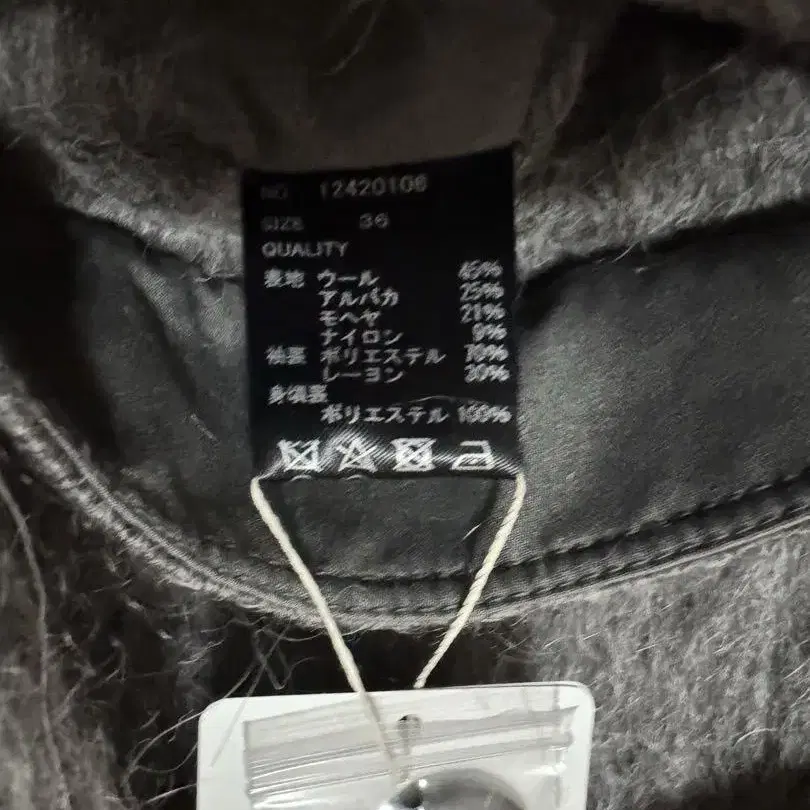 NO 12420106
SIZE 36
QUALITY
表地 ウール 45%
アルパカ 25%
モヘヤ 21%
ナイロン 9%
袖裏 ポリエステル 70%
レーヨン 30%
身頃裏
ポリエステル 100%